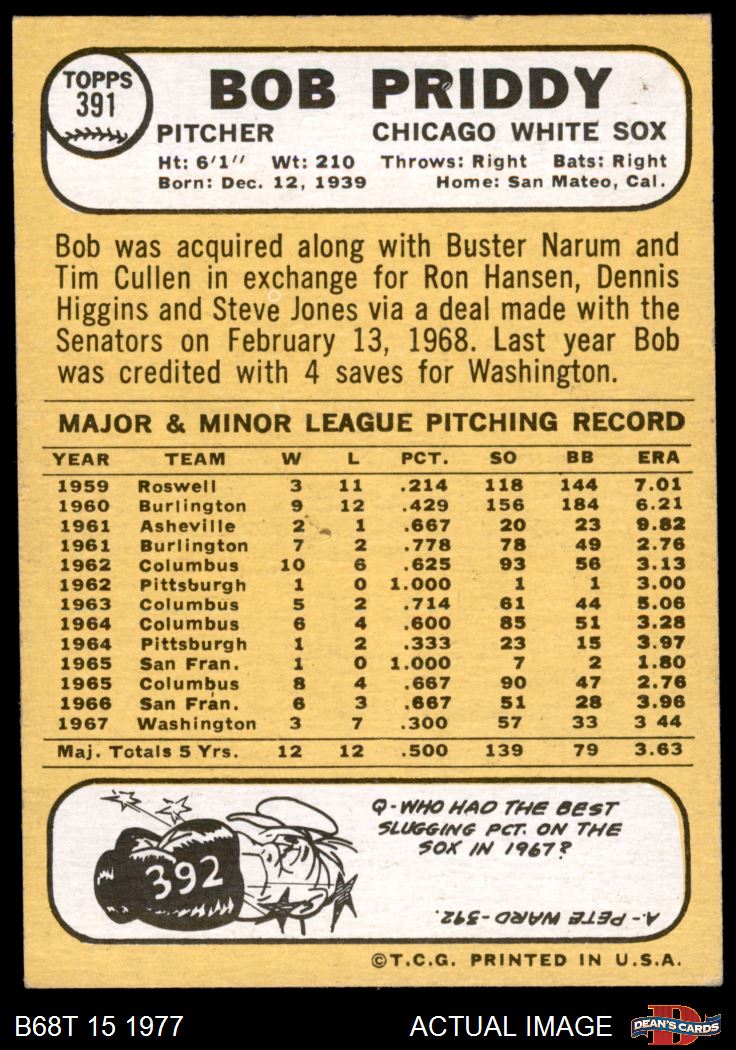 TOPPS
391
BOB PRIDDY
PITCHER CHICAGO WHITE SOX
Ht: 6'1" Wt: 210 Throws: Right Bats: Right
Born: Dec. 12, 1939 Home: San Mateo, Cal.
Bob was acquired along with Buster Narum and
Tim Cullen in exchange for Ron Hansen, Dennis
Higgins and Steve Jones via a deal made with the
Senators on February 13, 1968. Last year Bob
was credited with 4 saves for Washington.
MAJOR & MINOR LEAGUE PITCHING RECORD
YEAR TEAM W L PCT. SO BB ERA
1959 Roswell 3 11 .214 118 144 7.01
1960 Burlington 9 12 .429 156 184 6.21
1961 Asheville 2 1 .667 20 23 9.82
1961 Burlington 7 2 .778 78 49 2.76
1962 Columbus 10 6 .625 93 56 3.13
1962 Pittsburgh 1 0 1.000 1 1 3.00
1963 Columbus 5 2 .714 61 44 5.06
1964 Columbus 6 4 .600 85 51 3.28
1964 Pittsburgh 1 2 .333 23 15 3.97
1965 San Fran. 1 0 1.000 7 2 1.80
1965 Columbus 8 4 .667 90 47 2.76
1966 San Fran. 6 3 .667 51 28 3.96
1967 Washington 3 7 .300 57 33 3 44
Maj. Totals 5 Yrs. 12 12 .500 139 79 3.63
392
Q-WHO HAD THE BEST
SLUGGING PCT. ON THE
SOX IN 1967?
A-PETE WARD-.392.
©T.C.G. PRINTED IN U.S.A.
B68T 15 1977 ACTUAL IMAGE DEAN'S CARDS